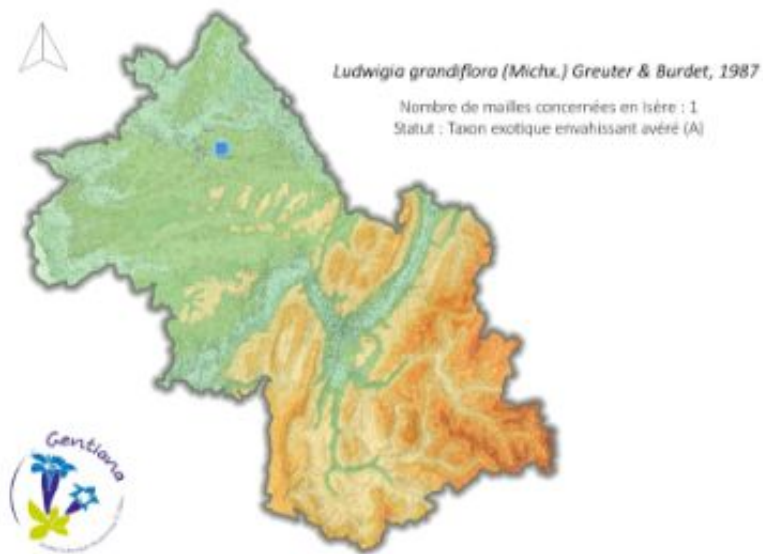 Ludwigia grandiflora (Michx.) Greuter & Burdet, 1987
Nombre de mailles concernées en Isère : 1
Statut : Taxon exotique envahissant avéré (A)
Gentiana